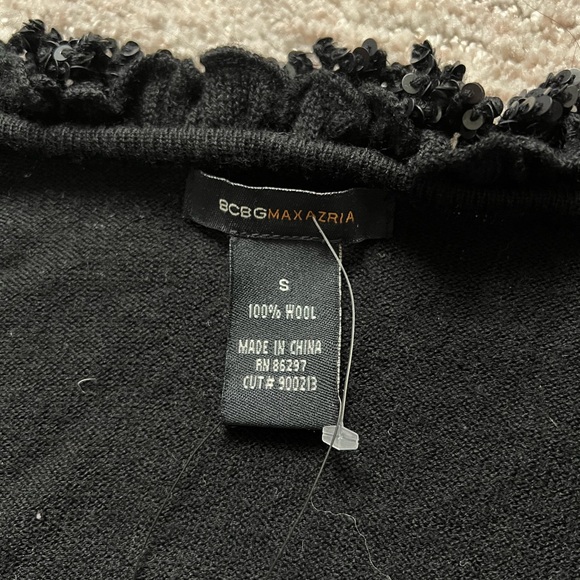 BCBGMAXAZRIA
S
100% WOOL
MADE IN CHINA
RN 86297
CUT# 900213